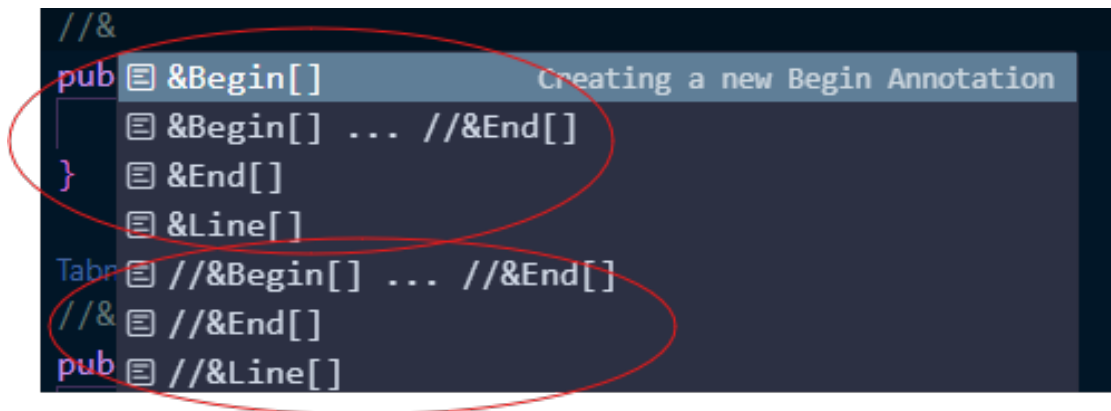 //&
pub &Begin[] Creating a new Begin Annotation
&Begin[] ... //&End[]
} &End[]
&Line[]
Tabn //&Begin[] ... //&End[]
//& //&End[]
pub //&Line[]